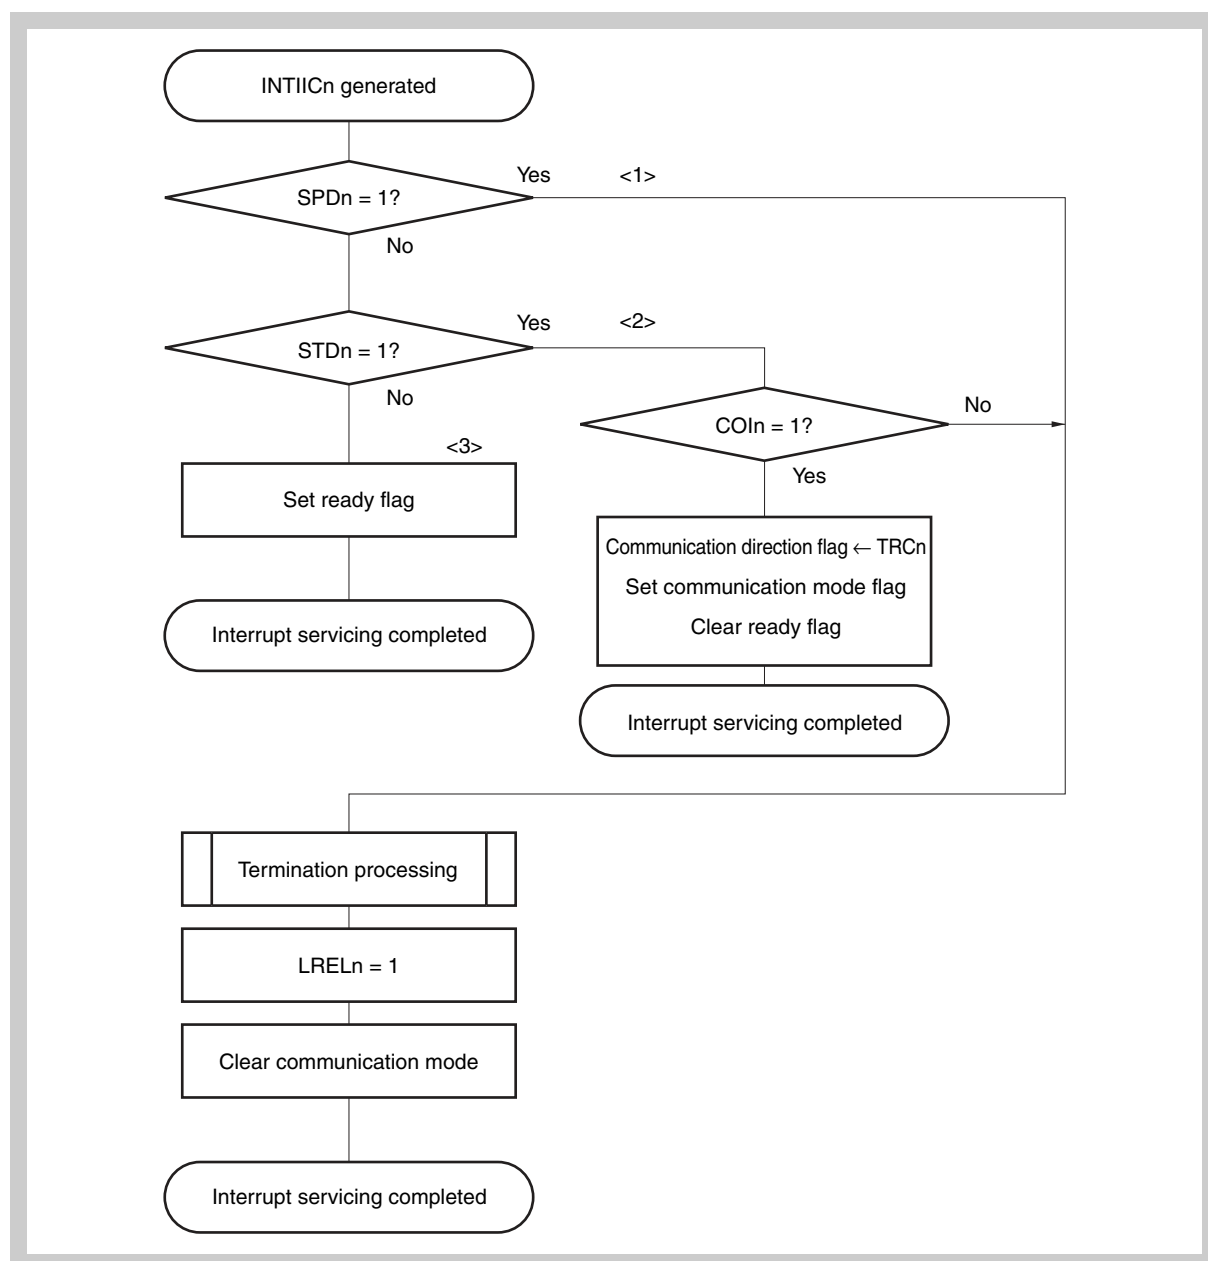 INTIICn generated
Yes <1>
SPDn = 1?
No
Yes <2>
STDn = 1?
No
No
COIn = 1?
Yes
<3>
Set ready flag
Communication direction flag ← TRCn
Set communication mode flag
Clear ready flag
Interrupt servicing completed
Interrupt servicing completed
Termination processing
LRELn = 1
Clear communication mode
Interrupt servicing completed